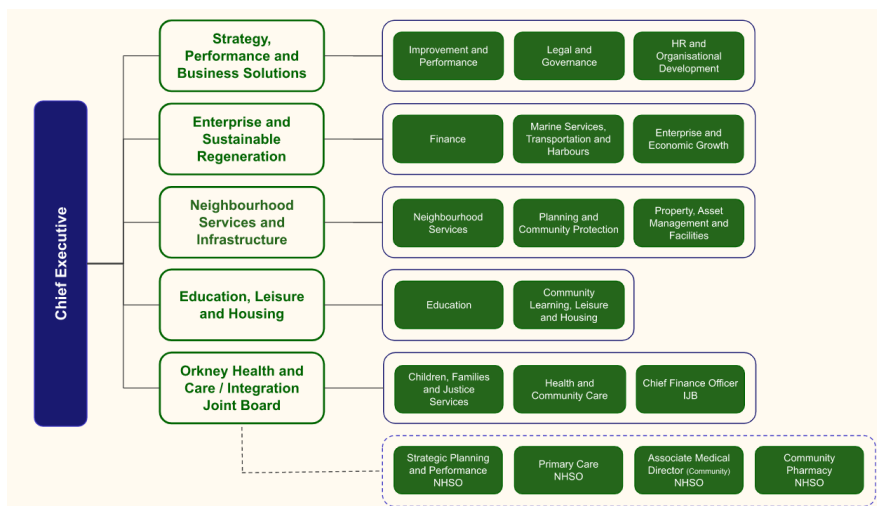 Chief Executive
Strategy,
Performance and
Business Solutions
Improvement and
Performance
Legal and
Governance
HR and
Organisational
Development
Enterprise and
Sustainable
Regeneration
Finance
Marine Services,
Transportation and
Harbours
Enterprise and
Economic Growth
Neighbourhood
Services and
Infrastructure
Neighbourhood
Services
Planning and
Community Protection
Property, Asset
Management and
Facilities
Education, Leisure
and Housing
Education
Community
Learning, Leisure
and Housing
Orkney Health and
Care / Integration
Joint Board
Children, Families
and Justice
Services
Health and
Community Care
Chief Finance Officer
IJB
Strategic Planning
and Performance
NHSO
Primary Care
NHSO
Associate Medical
Director (Community)
NHSO
Community
Pharmacy
NHSO